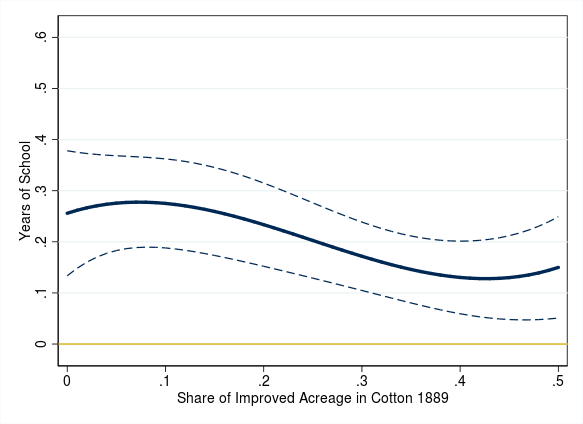 Years of School
.6
.5
.4
.3
.2
.1
0
0 .1 .2 .3 .4 .5
Share of Improved Acreage in Cotton 1889